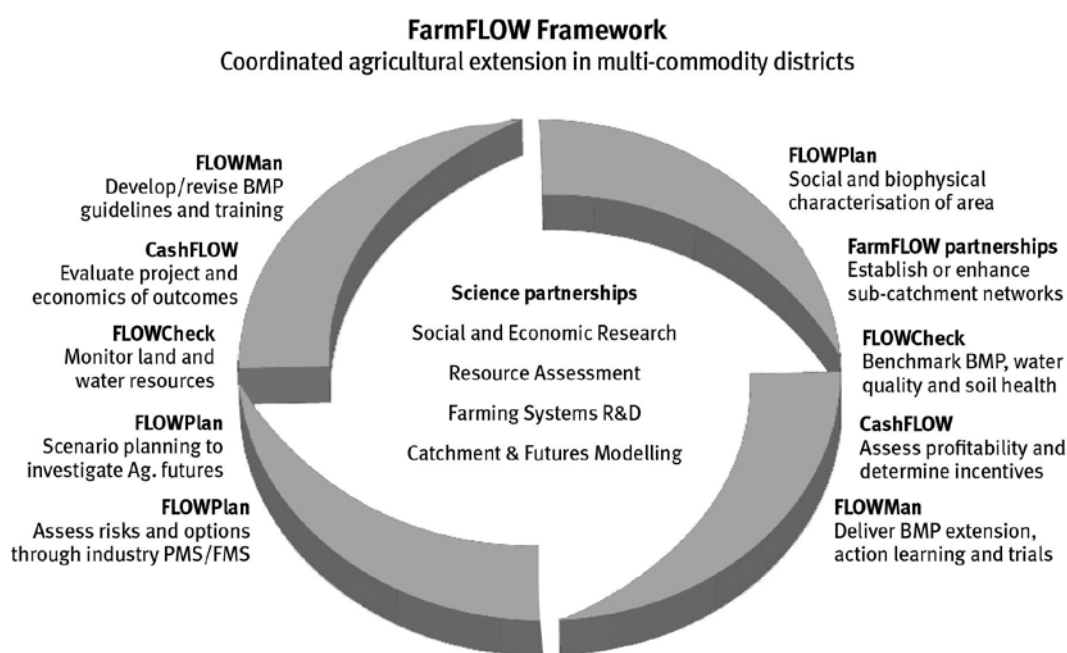 FarmFLOW Framework
Coordinated agricultural extension in multi-commodity districts
FLOWMan
Develop/revise BMP
guidelines and training
CashFLOW
Evaluate project and
economics of outcomes
FLOWCheck
Monitor land and
water resources
FLOWPlan
Scenario planning to
investigate Ag. futures
FLOWPlan
Assess risks and options
through industry PMS/FMS
Science partnerships
Social and Economic Research
Resource Assessment
Farming Systems R&D
Catchment & Futures Modelling
FLOWPlan
Social and biophysical
characterisation of area
FarmFLOW partnerships
Establish or enhance
sub-catchment networks
FLOWCheck
Benchmark BMP, water
quality and soil health
CashFLOW
Assess profitability and
determine incentives
FLOWMan
Deliver BMP extension,
action learning and trials